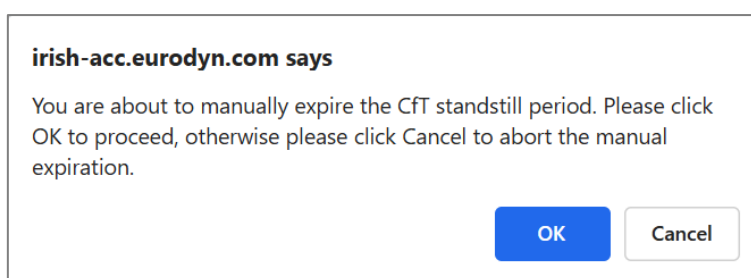 irish-acc.eurodyn.com says
You are about to manually expire the CfT standstill period. Please click
OK to proceed, otherwise please click Cancel to abort the manual
expiration.
OK
Cancel